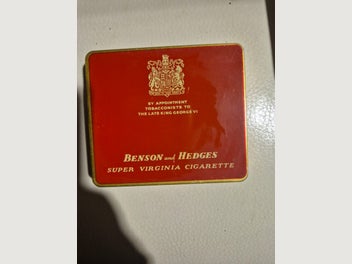 BY APPOINTMENT
TOBACCONISTS TO
THE LATE KING GEORGE VI
BENSON and HEDGES
SUPER VIRGINIA CIGARETTE